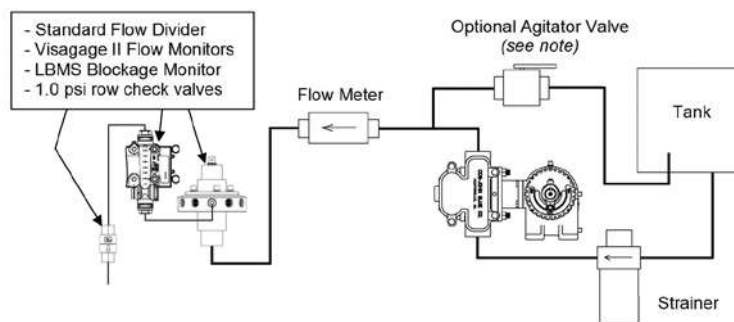 - Standard Flow Divider
- Visagage II Flow Monitors
- LBMS Blockage Monitor
- 1.0 psi row check valves
Flow Meter
Optional Agitator Valve
(see note)
Tank
Strainer